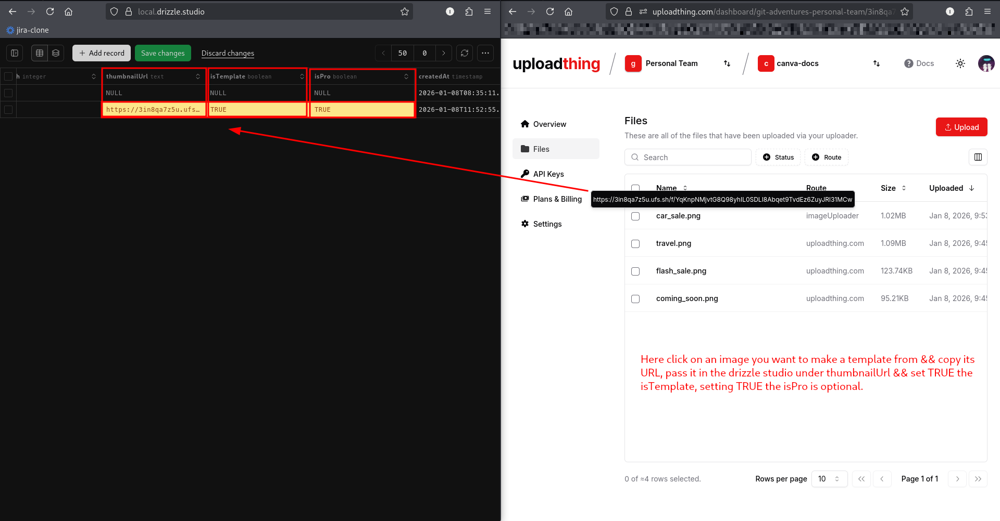 local.drizzle.studio
jira-clone
Add record
Save changes
Discard changes
50
0
h integer
thumbnailUrl text
isTemplate boolean
isPro boolean
createdAt timestamp
NULL
NULL
NULL
2026-01-08T08:35:11.
https://3in8qa7z5u.ufs…
TRUE
TRUE
2026-01-08T11:52:55.
uploadthing.com/dashboard/git-adventures-personal-team/3in8qa7
uploadthing
g
Personal Team
c
canva-docs
Docs
Overview
Files
API Keys
Plans & Billing
Settings
Files
These are all of the files that have been uploaded via your uploader.
Upload
Search
Status
Route
Name
Route
Size
Uploaded
https://3in8qa7z5u.ufs.sh/f/YqKnpNMjvtG8Q98yhIL0SDLI8Abqet9TvdEz6ZuyJRl31MCw
car_sale.png
imageUploader
1.02MB
Jan 8, 2026, 9:53
travel.png
uploadthing.com
1.09MB
Jan 8, 2026, 9:45
flash_sale.png
uploadthing.com
123.74KB
Jan 8, 2026, 9:45
coming_soon.png
uploadthing.com
95.21KB
Jan 8, 2026, 9:45
Here click on an image you want to make a template from && copy its
URL, pass it in the drizzle studio under thumbnailUrl && set TRUE the
isTemplate, setting TRUE the isPro is optional.
0 of ≈4 rows selected.
Rows per page
10
Page 1 of 1